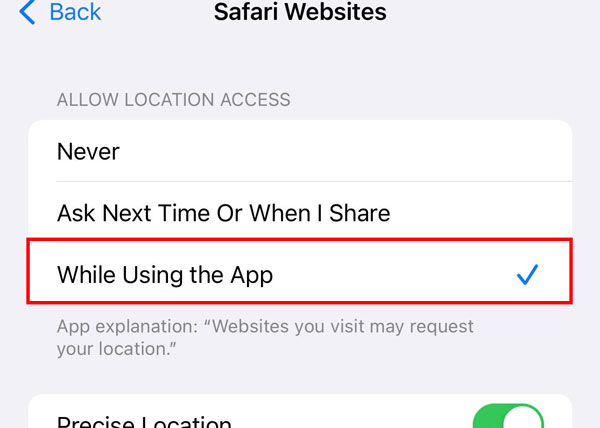 Back
Safari Websites
ALLOW LOCATION ACCESS
Never
Ask Next Time Or When I Share
While Using the App
App explanation: “Websites you visit may request
your location.”
Precise Location